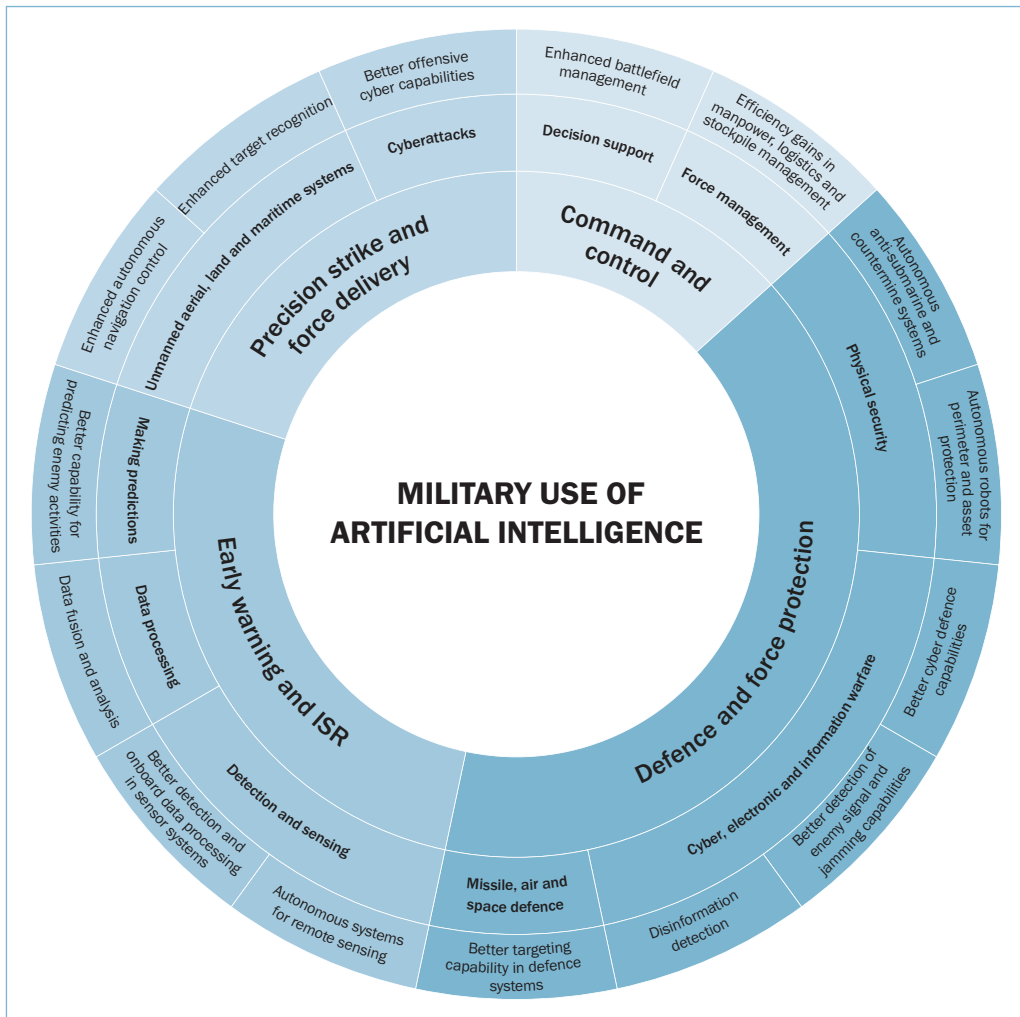 MILITARY USE OF
ARTIFICIAL INTELLIGENCE
Command and
control
Decision support
Enhanced battlefield
management
Force management
Efficiency gains in
manpower, logistics and
stockpile management
Defence and force protection
Physical security
Autonomous
anti-submarine and
countermine systems
Autonomous robots for
perimeter and asset
protection
Cyber, electronic and information warfare
Better cyber defence
capabilities
Better detection of
enemy signal and
jamming capabilities
Disinformation
detection
Missile, air and
space defence
Better targeting
capability in defence
systems
Early warning and ISR
Detection and sensing
Autonomous systems
for remote sensing
Better detection and
onboard data processing
in sensor systems
Data processing
Data fusion and analysis
Making predictions
Better capability for
predicting enemy activities
Precision strike and
force delivery
Unmanned aerial, land and maritime systems
Enhanced autonomous
navigation control
Enhanced target recognition
Cyberattacks
Better offensive
cyber capabilities